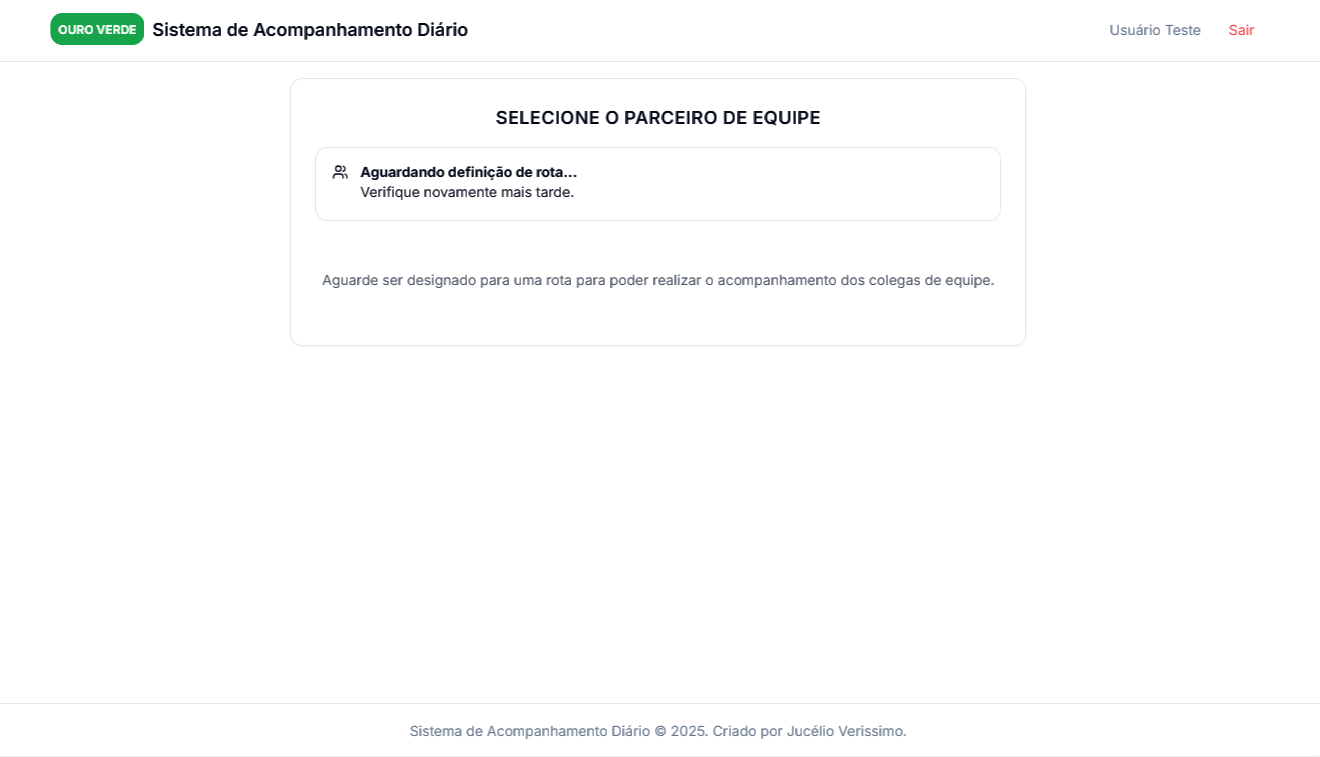 OURO VERDE Sistema de Acompanhamento Diário
Usuário Teste Sair
SELECIONE O PARCEIRO DE EQUIPE
Aguardando definição de rota...
Verifique novamente mais tarde.
Aguarde ser designado para uma rota para poder realizar o acompanhamento dos colegas de equipe.
Sistema de Acompanhamento Diário © 2025. Criado por Jucélio Verissimo.